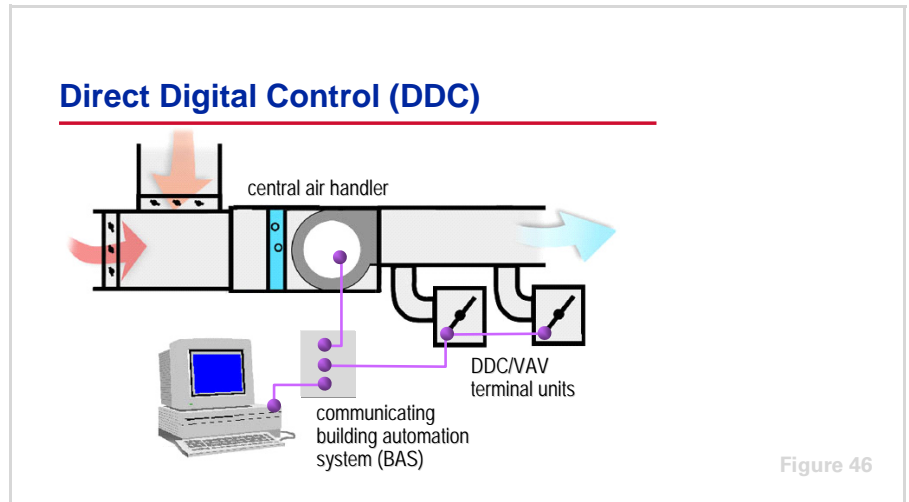 Direct Digital Control (DDC)
central air handler
DDC/VAV
terminal units
communicating
building automation
system (BAS)
Figure 46